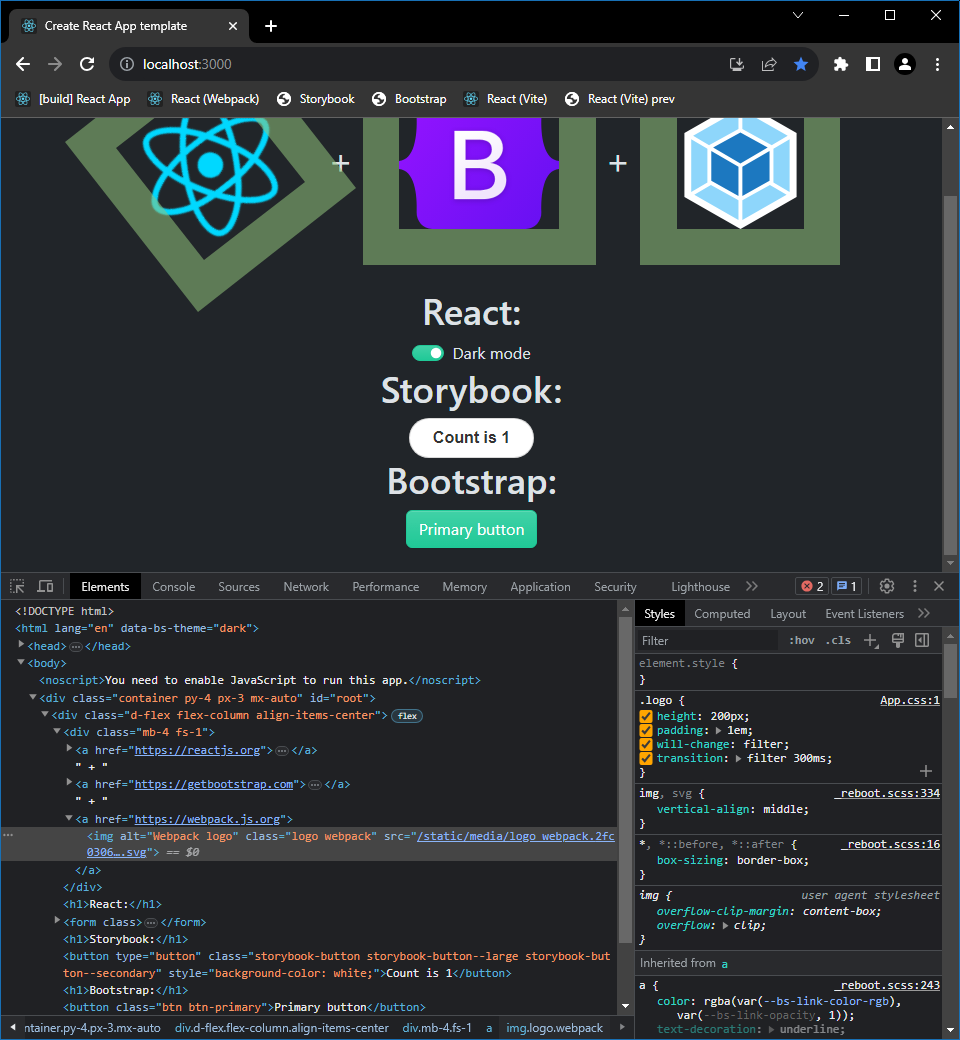 Create React App template
localhost:3000
[build] React App React (Webpack) Storybook Bootstrap React (Vite) React (Vite) prev
+ B +
React:
Dark mode
Storybook:
Count is 1
Bootstrap:
Primary button
Elements Console Sources Network Performance Memory Application Security Lighthouse 2 1
<!DOCTYPE html>
<html lang="en" data-bs-theme="dark">
<head> … </head>
<body>
<noscript>You need to enable JavaScript to run this app.</noscript>
<div class="container py-4 px-3 mx-auto" id="root">
<div class="d-flex flex-column align-items-center"> flex
<div class="mb-4 fs-1">
<a href="https://reactjs.org"> … </a>
" + "
<a href="https://getbootstrap.com"> … </a>
" + "
<a href="https://webpack.js.org">
<img alt="Webpack logo" class="logo webpack" src="/static/media/logo_webpack.2fc
0306….svg"> == $0
</a>
</div>
<h1>React:</h1>
<form class> … </form>
<h1>Storybook:</h1>
<button type="button" class="storybook-button storybook-button--large storybook-but
ton--secondary" style="background-color: white;">Count is 1</button>
<h1>Bootstrap:</h1>
<button class="btn btn-primary">Primary button</button>
ntainer.py-4.px-3.mx-auto div.d-flex.flex-column.align-items-center div.mb-4.fs-1 a img.logo.webpack
Styles Computed Layout Event Listeners
Filter :hov .cls
element.style {
}
.logo { App.css:1
height: 200px;
padding: 1em;
will-change: filter;
transition: filter 300ms;
}
img, svg { _reboot.scss:334
vertical-align: middle;
}
*, *::before, *::after { _reboot.scss:16
box-sizing: border-box;
}
img { user agent stylesheet
overflow-clip-margin: content-box;
overflow: clip;
}
Inherited from a
a { _reboot.scss:243
color: rgba(var(--bs-link-color-rgb),
var(--bs-link-opacity, 1));
text-decoration: underline;